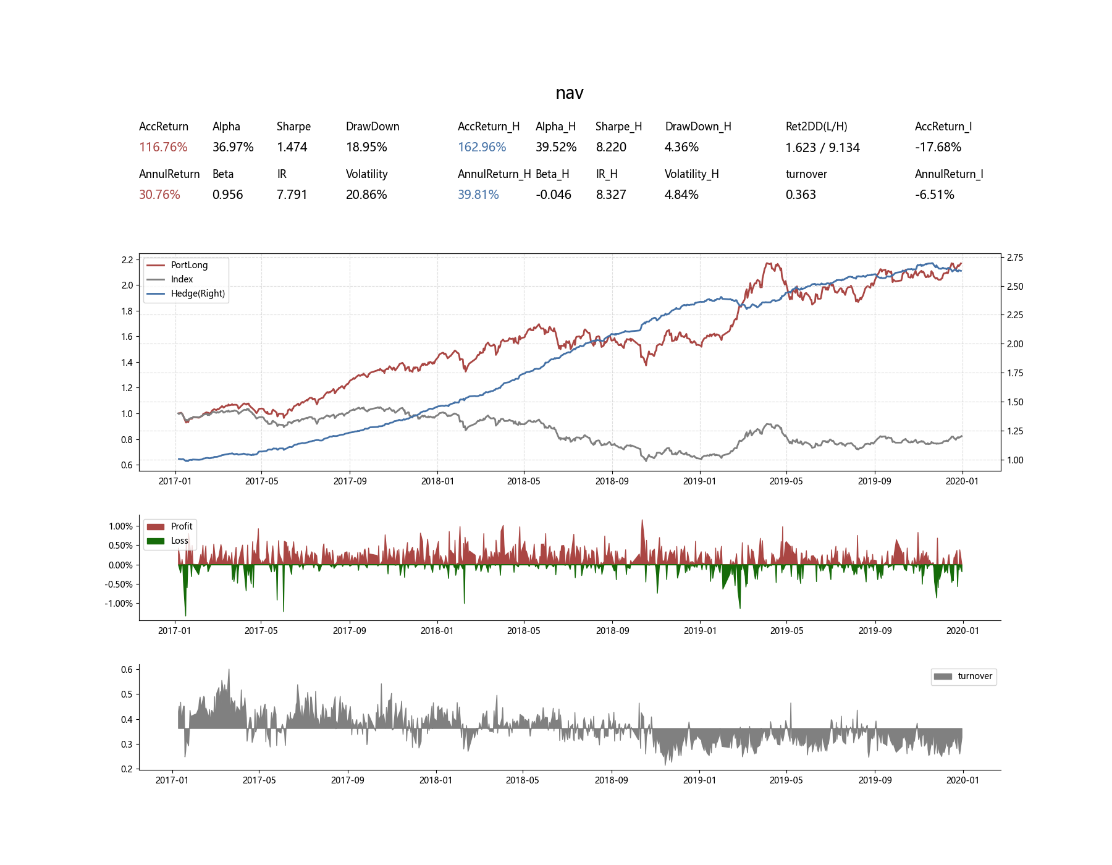 nav
AccReturn Alpha Sharpe DrawDown AccReturn_H Alpha_H Sharpe_H DrawDown_H Ret2DD(L/H) AccReturn_I
116.76% 36.97% 1.474 18.95% 162.96% 39.52% 8.220 4.36% 1.623 / 9.134 -17.68%
AnnulReturn Beta IR Volatility AnnulReturn_H Beta_H IR_H Volatility_H turnover AnnulReturn_I
30.76% 0.956 7.791 20.86% 39.81% -0.046 8.327 4.84% 0.363 -6.51%
2.2 2.75
PortLong
Index
2.0 2.50
Hedge(Right)
1.8 2.25
1.6 2.00
1.4 1.75
1.2 1.50
1.0 1.25
0.8 1.00
0.6
2017-01 2017-05 2017-09 2018-01 2018-05 2018-09 2019-01 2019-05 2019-09 2020-01
1.00% Profit
0.50% Loss
0.00%
-0.50%
-1.00%
2017-01 2017-05 2017-09 2018-01 2018-05 2018-09 2019-01 2019-05 2019-09 2020-01
0.6 turnover
0.5
0.4
0.3
0.2
2017-01 2017-05 2017-09 2018-01 2018-05 2018-09 2019-01 2019-05 2019-09 2020-01